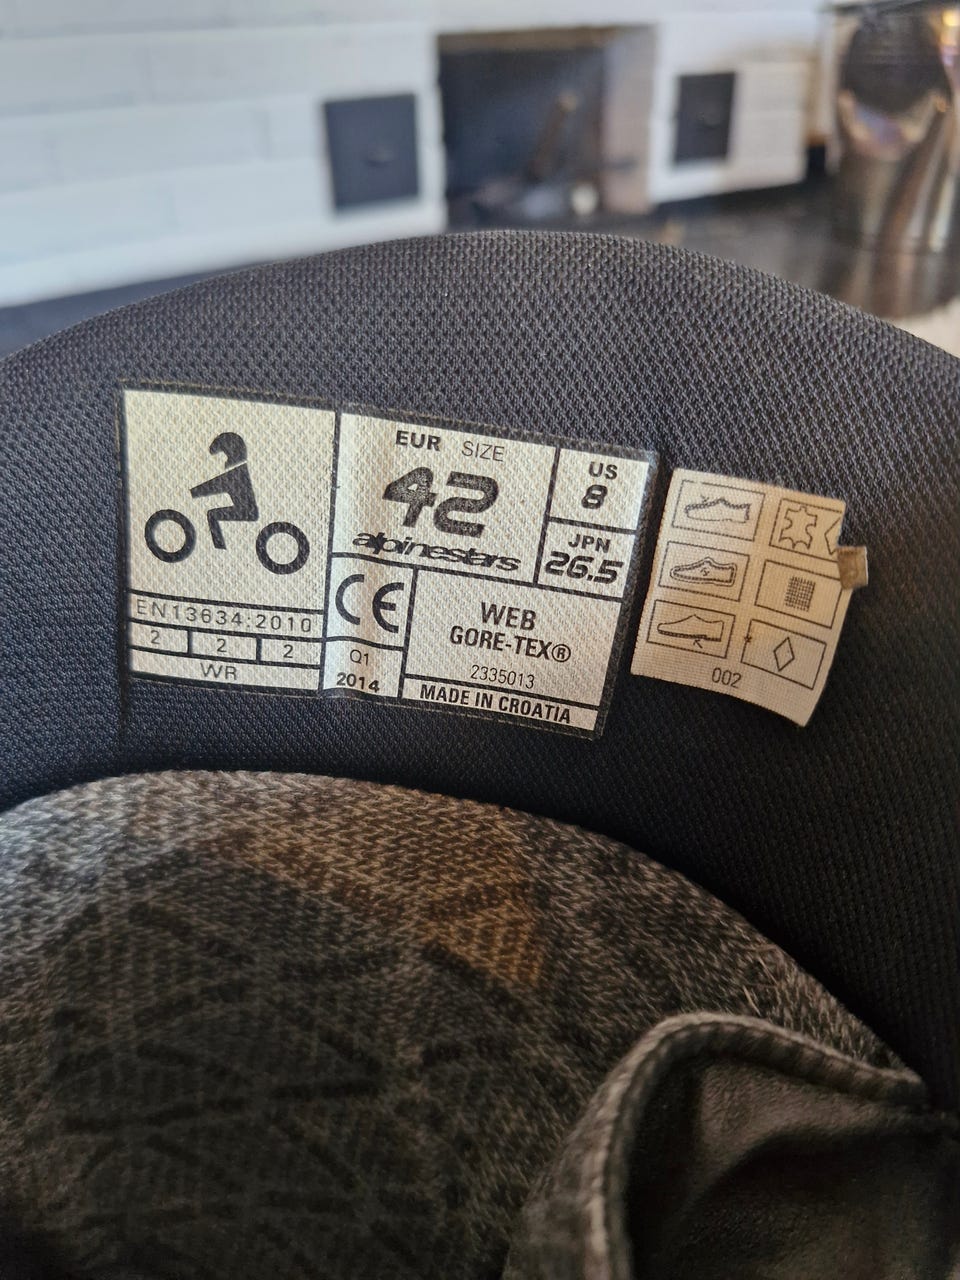 EN13634:2010
2 2 2
WR
EUR SIZE
42
alpinestars
US
8
JPN
26.5
CE
Q1
2014
WEB
GORE-TEX®
2335013
MADE IN CROATIA
002